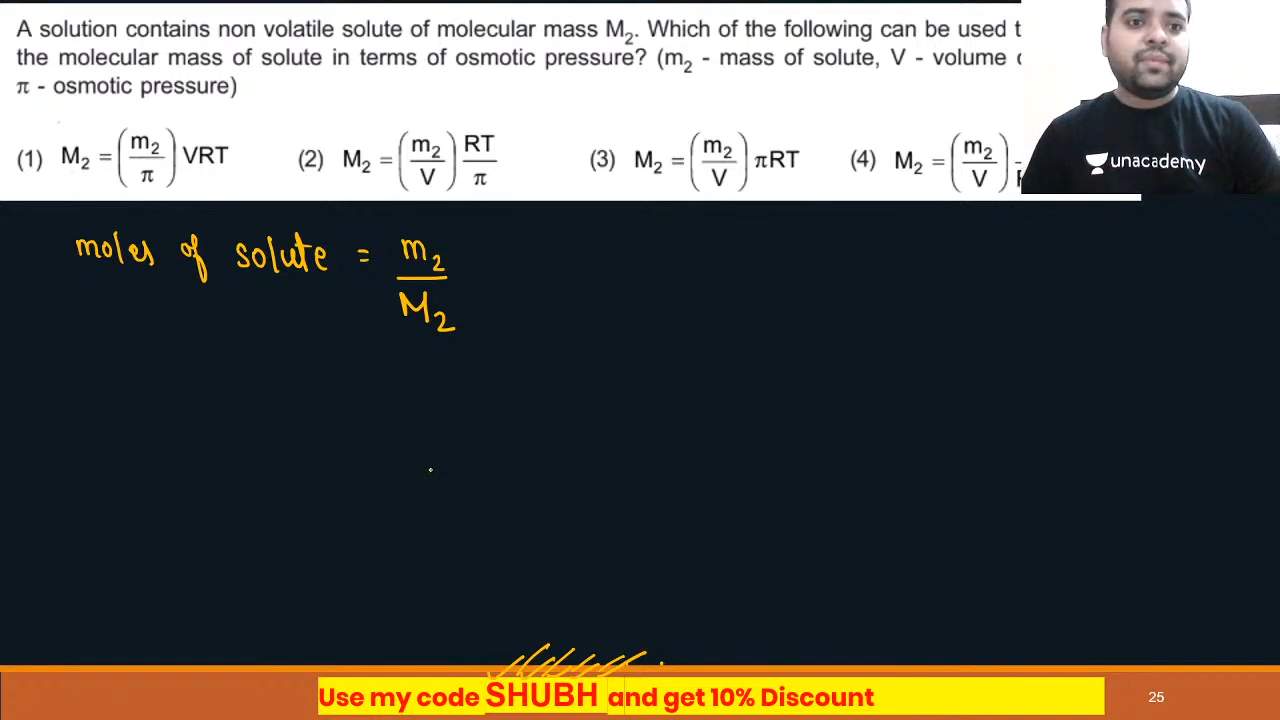 A solution contains non volatile solute of molecular mass M₂. Which of the following can be used
the molecular mass of solute in terms of osmotic pressure? (m₂ - mass of solute, V - volume
π - osmotic pressure)
(1) M₂ = (m₂/π) VRT (2) M₂ = (m₂/V) RT/π (3) M₂ = (m₂/V) πRT (4) M₂ = (m₂/V)
unacademy
moles of solute = m₂/M₂
Use my code SHUBH and get 10% Discount
25